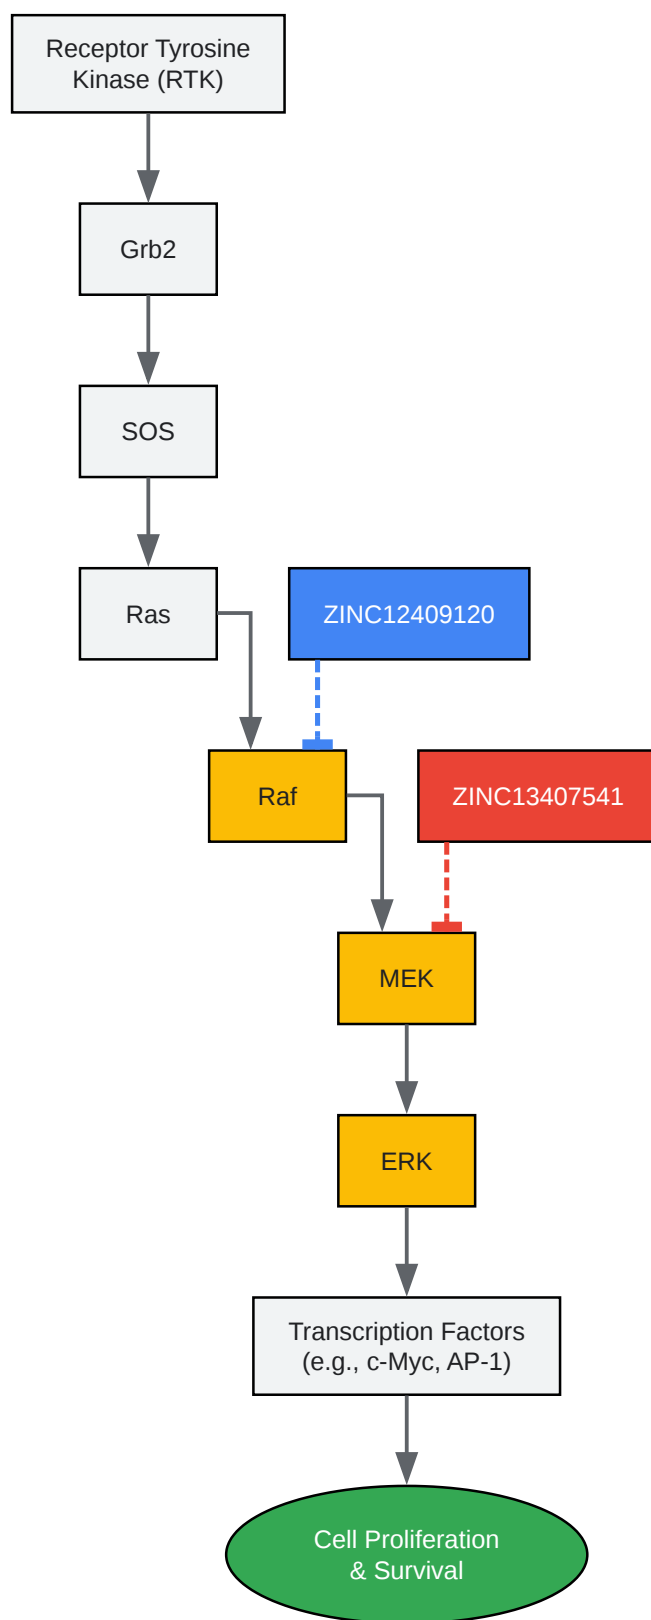 Receptor Tyrosine
Kinase (RTK)
Grb2
SOS
Ras
ZINC12409120
Raf
ZINC13407541
MEK
ERK
Transcription Factors
(e.g., c-Myc, AP-1)
Cell Proliferation
& Survival